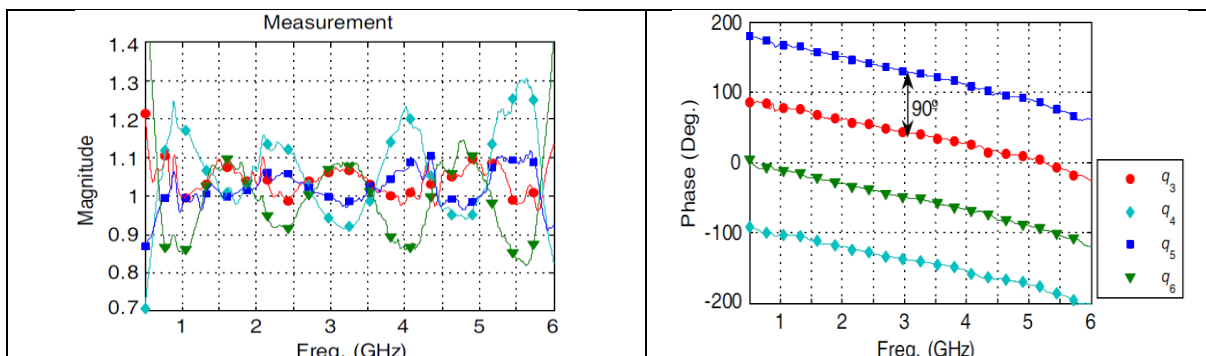 Measurement
1.4
1.3
1.2
1.1
1
0.9
0.8
0.7
Magnitude
1 2 3 4 5 6
Freq. (GHz)
200
100
0
-100
-200
Phase (Deg.)
90º
1 2 3 4 5 6
Freq. (GHz)
q3
q4
q5
q6